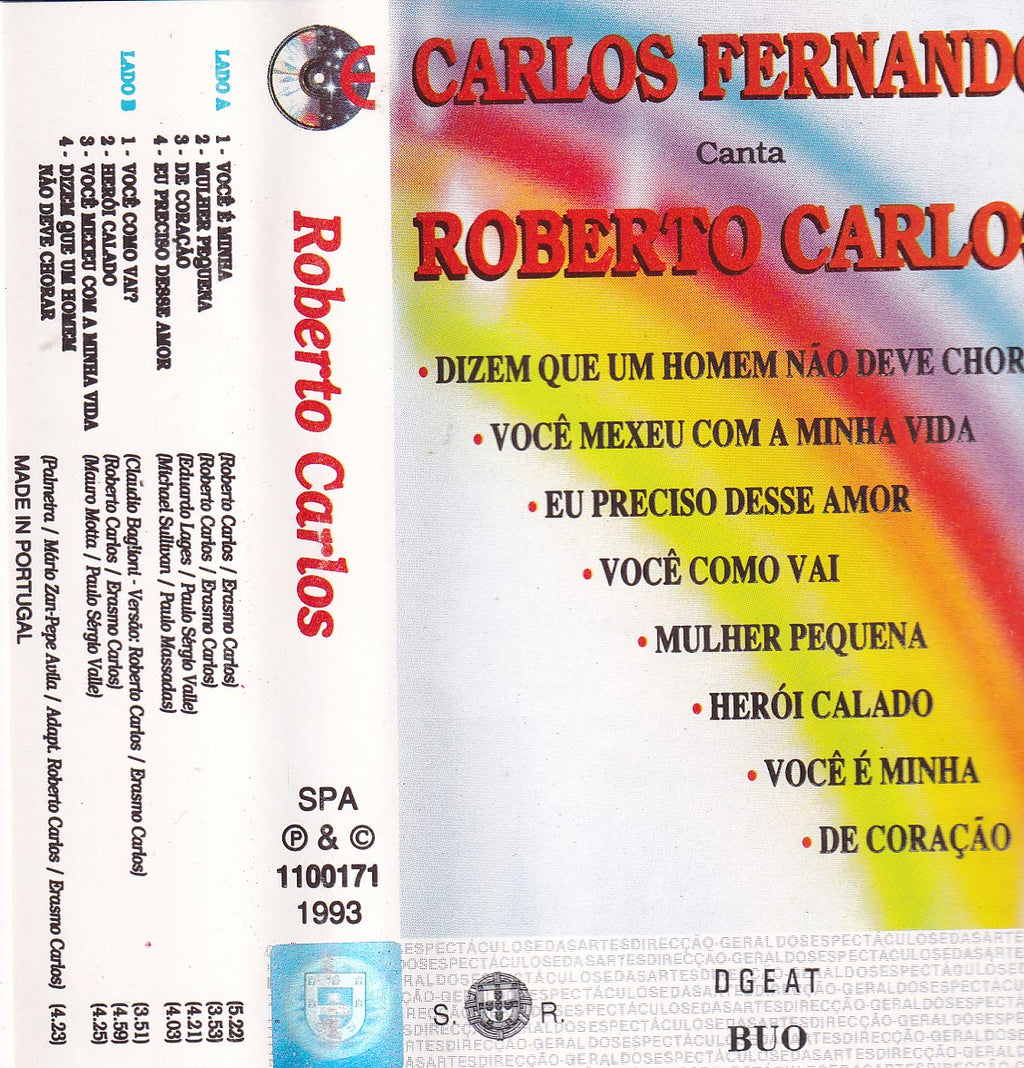 LADO A
1 - VOCÊ É MINHA
(Roberto Carlos / Erasmo Carlos)
(5.22)
2 - MULHER PEQUENA
(Roberto Carlos / Erasmo Carlos)
(3.53)
3 - DE CORAÇÃO
(Eduardo Lages / Paulo Sérgio Valle)
(4.21)
4 - EU PRECISO DESSE AMOR
(Michael Sullivan / Paulo Massadas)
(4.03)
LADO B
1 - VOCÊ COMO VAI?
(Claúdio Baglioni - Versão: Roberto Carlos / Erasmo Carlos)
(3.51)
2 - HERÓI CALADO
(Roberto Carlos / Erasmo Carlos)
(4.59)
3 - VOCÊ MEXEU COM A MINHA VIDA
(Mauro Motta / Paulo Sérgio Valle)
(4.25)
4 - DIZEM QUE UM HOMEM
NÃO DEVE CHORAR
(Palmetra / Mário Zan-Pepe Avila / Adapt. Roberto Carlos / Erasmo Carlos)
(4.23)
MADE IN PORTUGAL
Roberto Carlos
SPA
℗ & ©
1100171
1993
CARLOS FERNANDO
Canta
ROBERTO CARLOS
• DIZEM QUE UM HOMEM NÃO DEVE CHOR
• VOCÊ MEXEU COM A MINHA VIDA
• EU PRECISO DESSE AMOR
• VOCÊ COMO VAI
• MULHER PEQUENA
• HERÓI CALADO
• VOCÊ É MINHA
• DE CORAÇÃO
DGEAT
S. R.
BUO